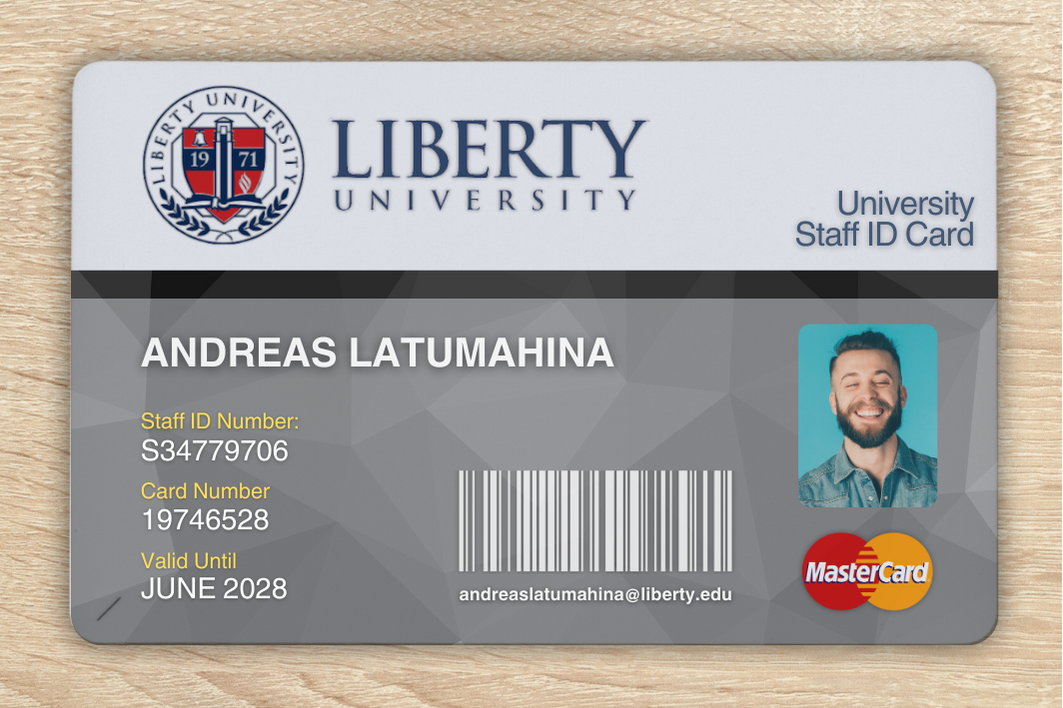 LIBERTY UNIVERSITY
19 71
LIBERTY
UNIVERSITY
University
Staff ID Card
ANDREAS LATUMAHINA
Staff ID Number:
S34779706
Card Number
19746528
Valid Until
JUNE 2028
andreaslatumahina@liberty.edu
MasterCard